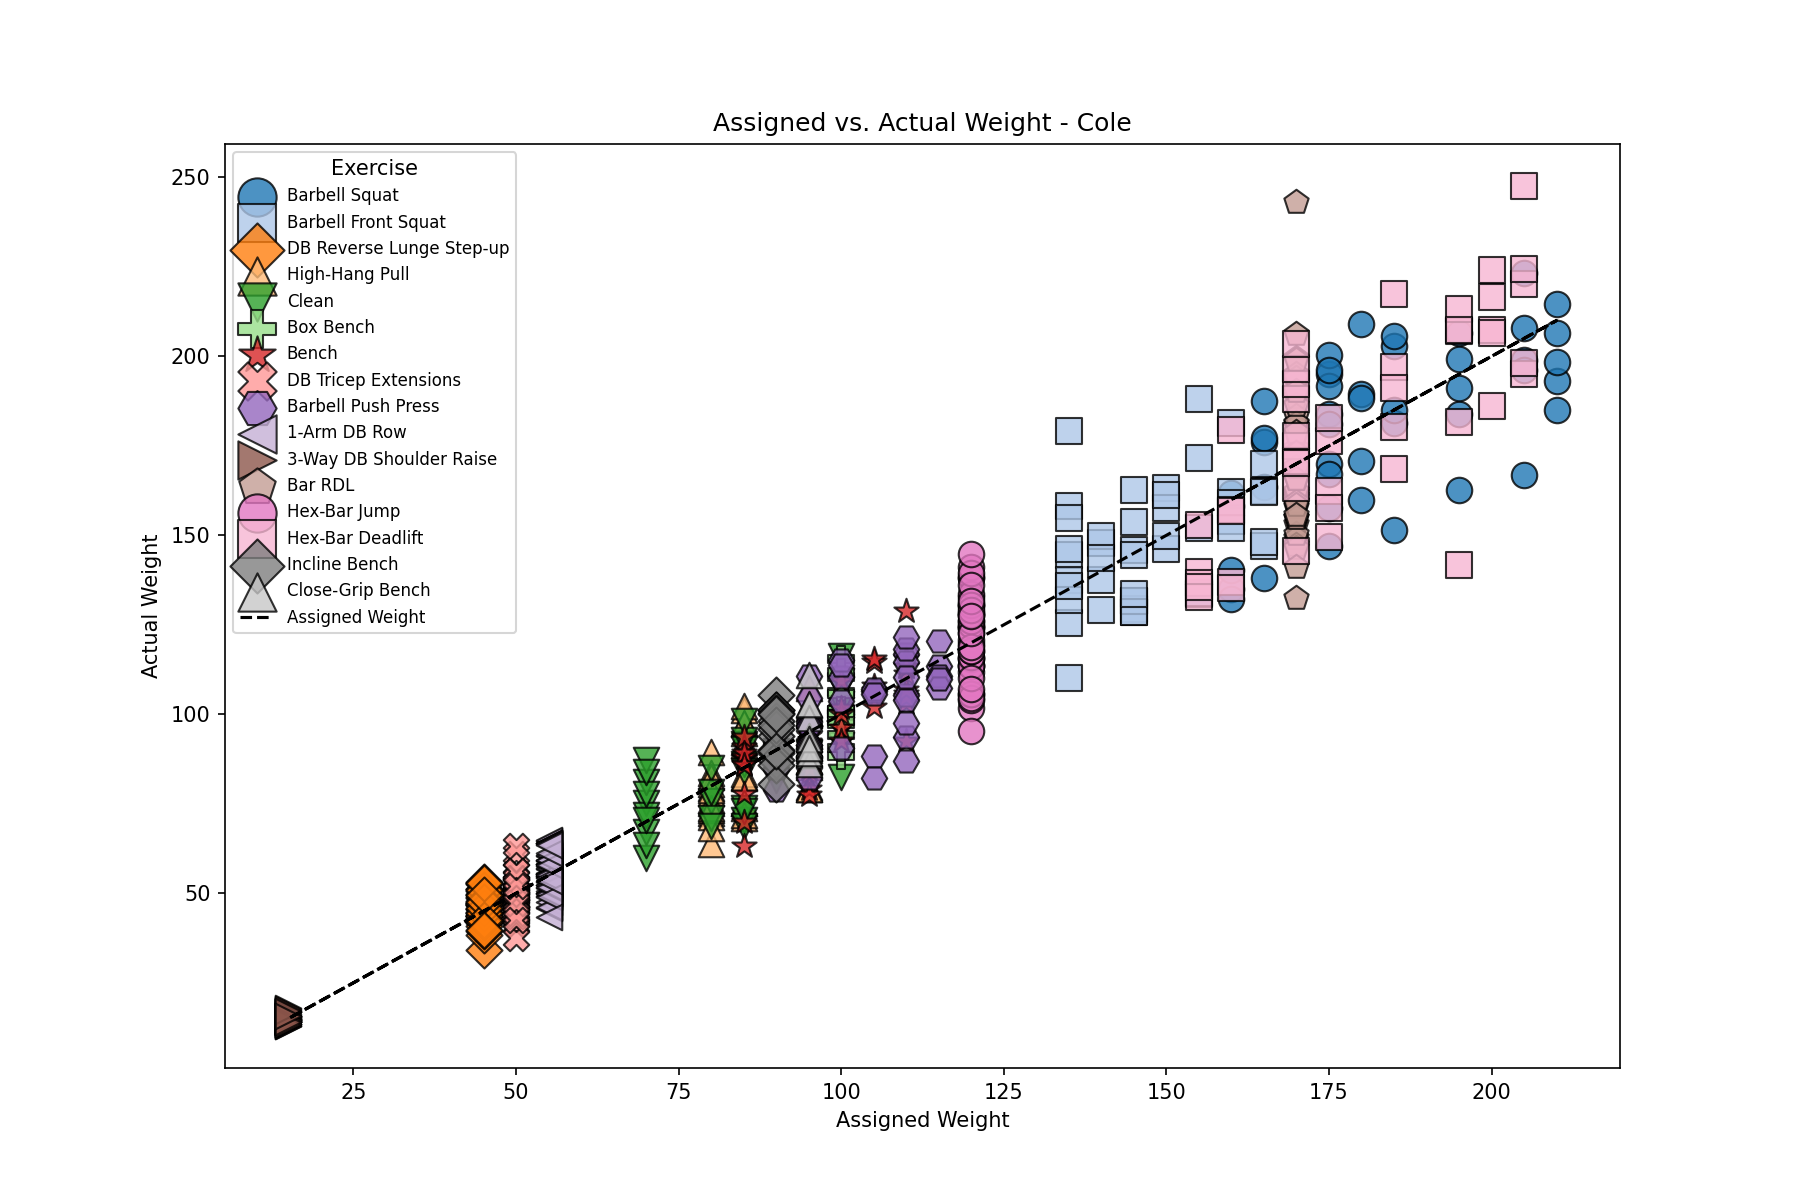 Assigned vs. Actual Weight - Cole
Exercise
Barbell Squat
Barbell Front Squat
DB Reverse Lunge Step-up
High-Hang Pull
Clean
Box Bench
Bench
DB Tricep Extensions
Barbell Push Press
1-Arm DB Row
3-Way DB Shoulder Raise
Bar RDL
Hex-Bar Jump
Hex-Bar Deadlift
Incline Bench
Close-Grip Bench
Assigned Weight
Actual Weight
250
200
150
100
50
25
50
75
100
125
150
175
200
Assigned Weight